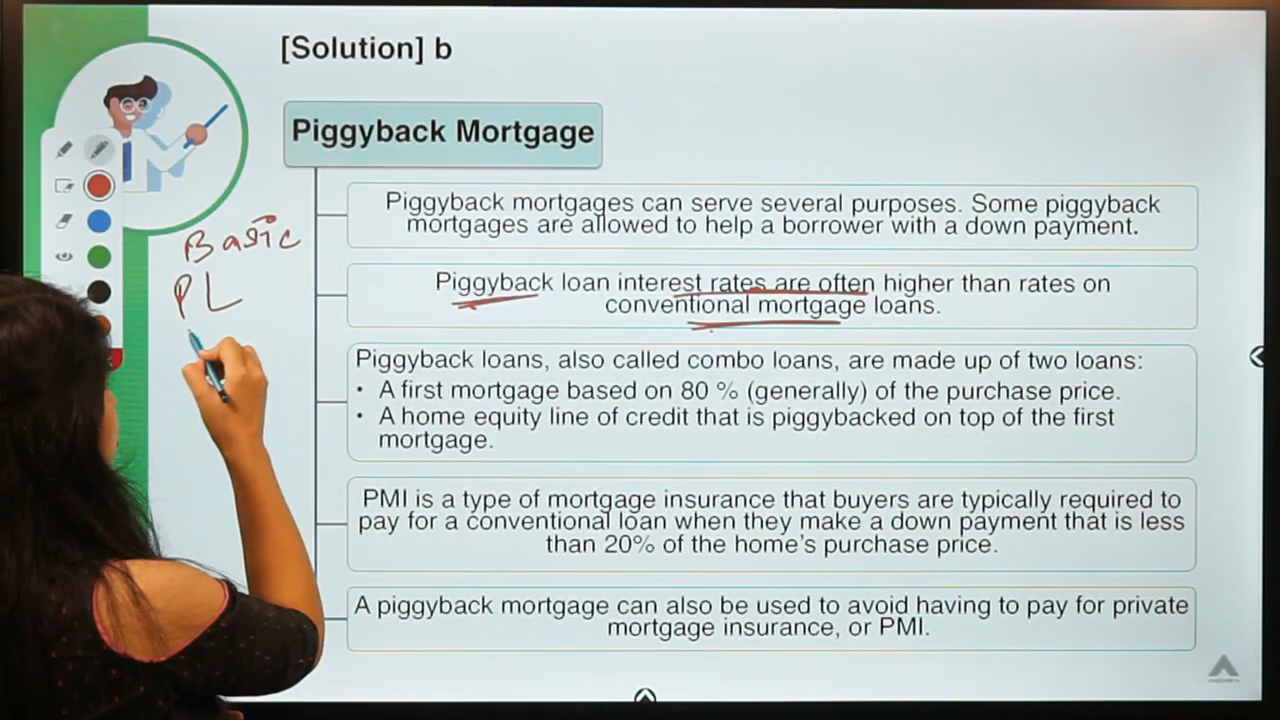 [Solution] b
Piggyback Mortgage
Piggyback mortgages can serve several purposes. Some piggyback
mortgages are allowed to help a borrower with a down payment.
Basic
PL
Piggyback loan interest rates are often higher than rates on
conventional mortgage loans.
Piggyback loans, also called combo loans, are made up of two loans:
• A first mortgage based on 80 % (generally) of the purchase price.
• A home equity line of credit that is piggybacked on top of the first
mortgage.
PMI is a type of mortgage insurance that buyers are typically required to
pay for a conventional loan when they make a down payment that is less
than 20% of the home's purchase price.
A piggyback mortgage can also be used to avoid having to pay for private
mortgage insurance, or PMI.